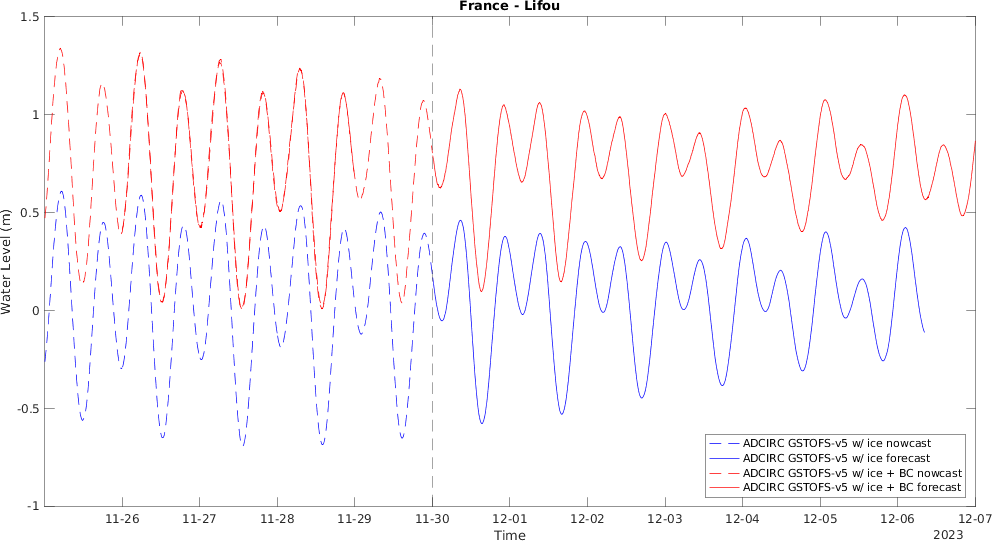 France - Lifou
Water Level (m)
1.5
1
0.5
0
-0.5
-1
ADCIRC GSTOFS-v5 w/ ice nowcast
ADCIRC GSTOFS-v5 w/ ice forecast
ADCIRC GSTOFS-v5 w/ ice + BC nowcast
ADCIRC GSTOFS-v5 w/ ice + BC forecast
11-26 11-27 11-28 11-29 11-30 12-01 12-02 12-03 12-04 12-05 12-06 12-07
Time
2023